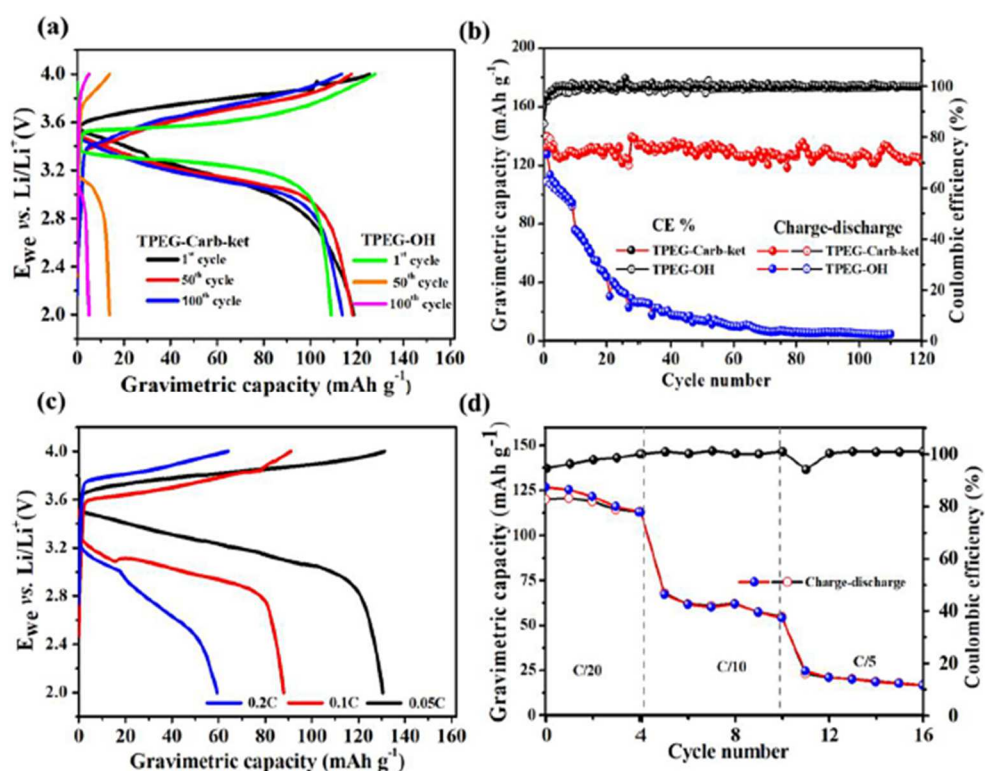 (a)
E_we vs. Li/Li⁺ (V)
4.0
3.6
3.2
2.8
2.4
2.0
TPEG-Carb-ket
1ˢᵗ cycle
50ᵗʰ cycle
100ᵗʰ cycle
TPEG-OH
1ˢᵗ cycle
50ᵗʰ cycle
100ᵗʰ cycle
0 20 40 60 80 100 120 140 160
Gravimetric capacity (mAh g⁻¹)
(b)
Gravimetric capacity (mAh g⁻¹)
200
160
120
80
40
0
CE %
TPEG-Carb-ket
TPEG-OH
Charge-discharge
TPEG-Carb-ket
TPEG-OH
100
80
60
40
20
0
Coulombic efficiency (%)
0 20 40 60 80 100 120
Cycle number
(c)
E_we vs. Li/Li⁺ (V)
4.0
3.6
3.2
2.8
2.4
2.0
0.2C 0.1C 0.05C
0 20 40 60 80 100 120 140 160
Gravimetric capacity (mAh g⁻¹)
(d)
Gravimetric capacity (mAh g⁻¹)
150
125
100
75
50
25
0
Charge-discharge
C/20 C/10 C/5
100
80
60
40
20
0
Coulombic efficiency (%)
0 4 8 12 16
Cycle number